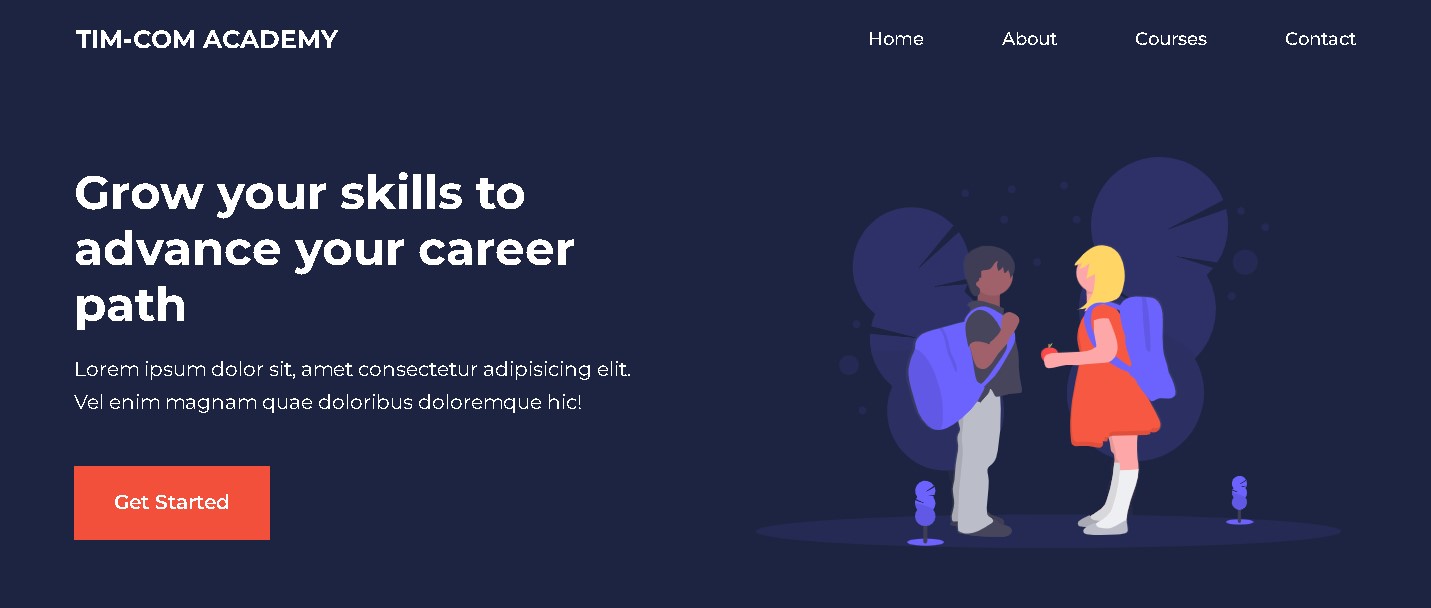 TIM-COM ACADEMY
Home About Courses Contact
Grow your skills to
advance your career
path
Lorem ipsum dolor sit, amet consectetur adipisicing elit.
Vel enim magnam quae doloribus doloremque hic!
Get Started